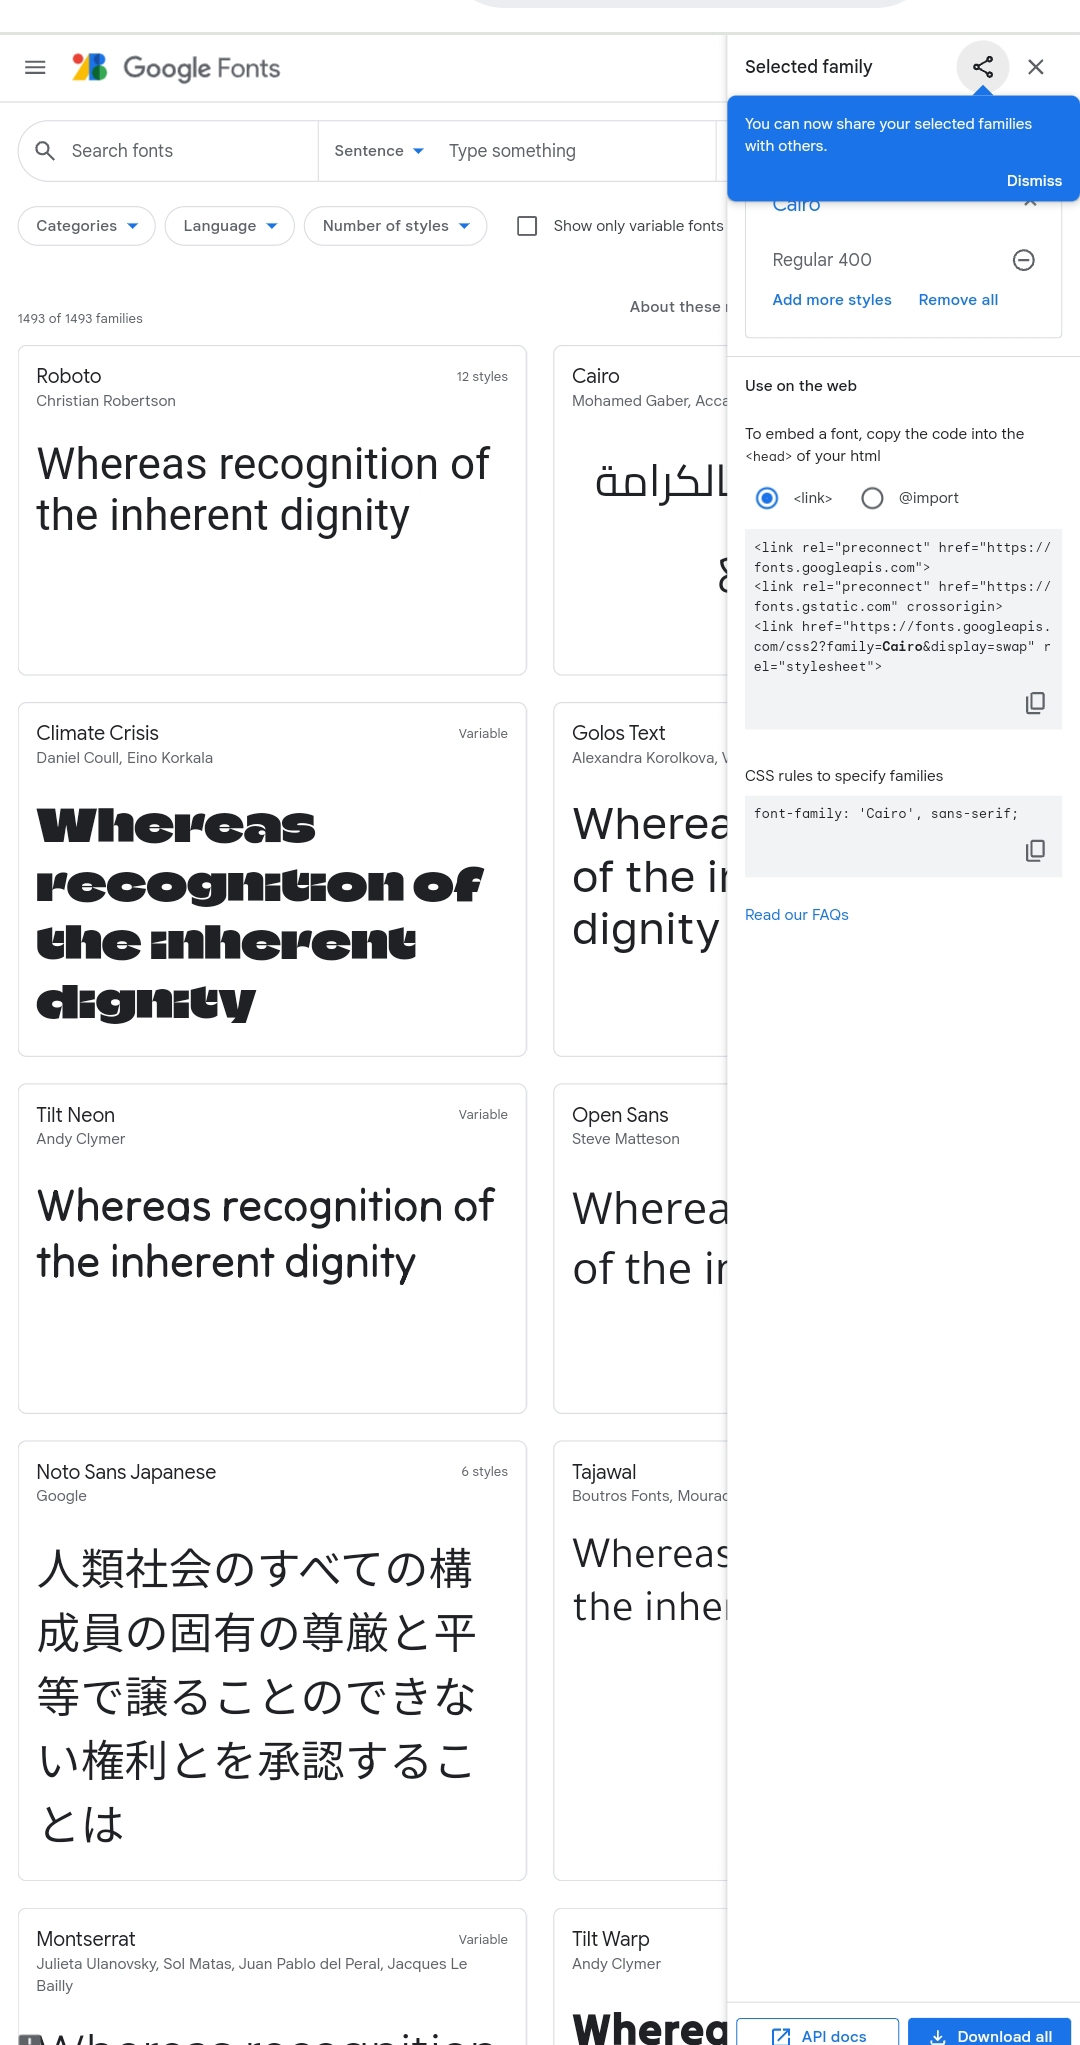 Google Fonts
Search fonts
Sentence
Type something
Categories
Language
Number of styles
Show only variable fonts
1493 of 1493 families
About these
Roboto
12 styles
Christian Robertson
Whereas recognition of
the inherent dignity
Cairo
Mohamed Gaber, Acca
بالكرامة
Climate Crisis
Variable
Daniel Coull, Eino Korkala
Whereas
recognition of
the inherent
dignity
Golos Text
Alexandra Korolkova, V
Wherea
of the in
dignity
Tilt Neon
Variable
Andy Clymer
Whereas recognition of
the inherent dignity
Open Sans
Steve Matteson
Wherea
of the in
Noto Sans Japanese
6 styles
Google
人類社会のすべての構
成員の固有の尊厳と平
等で譲ることのできな
い権利とを承認するこ
とは
Tajawal
Boutros Fonts, Mourad
Whereas
the inher
Montserrat
Variable
Julieta Ulanovsky, Sol Matas, Juan Pablo del Peral, Jacques Le
Bailly
Whereas recognition
Tilt Warp
Andy Clymer
Wherea
Selected family
You can now share your selected families
with others.
Dismiss
Cairo
Regular 400
Add more styles
Remove all
Use on the web
To embed a font, copy the code into the
<head> of your html
<link>
@import
<link rel="preconnect" href="https://
fonts.googleapis.com">
<link rel="preconnect" href="https://
fonts.gstatic.com" crossorigin>
<link href="https://fonts.googleapis.
com/css2?family=Cairo&display=swap" r
el="stylesheet">
CSS rules to specify families
font-family: 'Cairo', sans-serif;
Read our FAQs
API docs
Download all